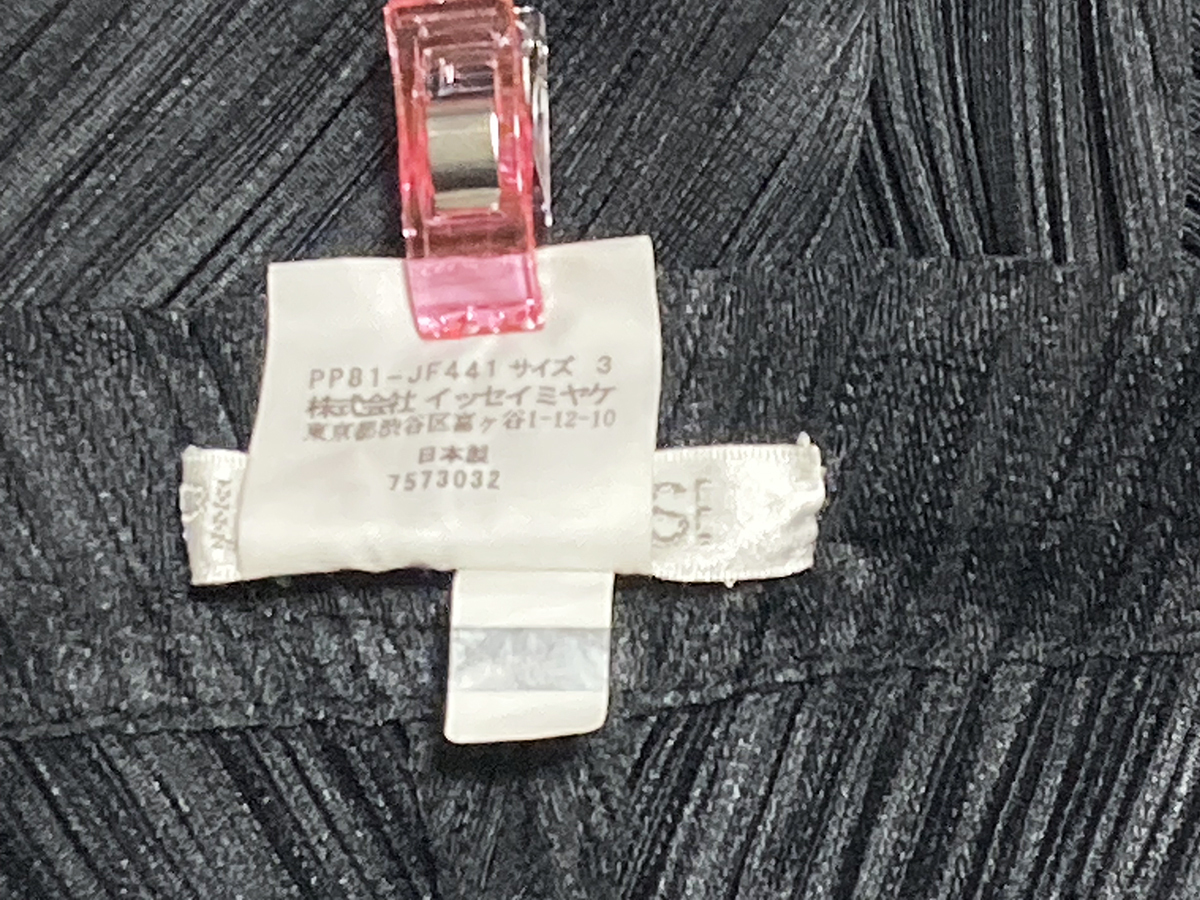 PP81-JF441 サイズ 3
株式会社 イッセイミヤケ
東京都渋谷区富ヶ谷1-12-10
日本製
7573032